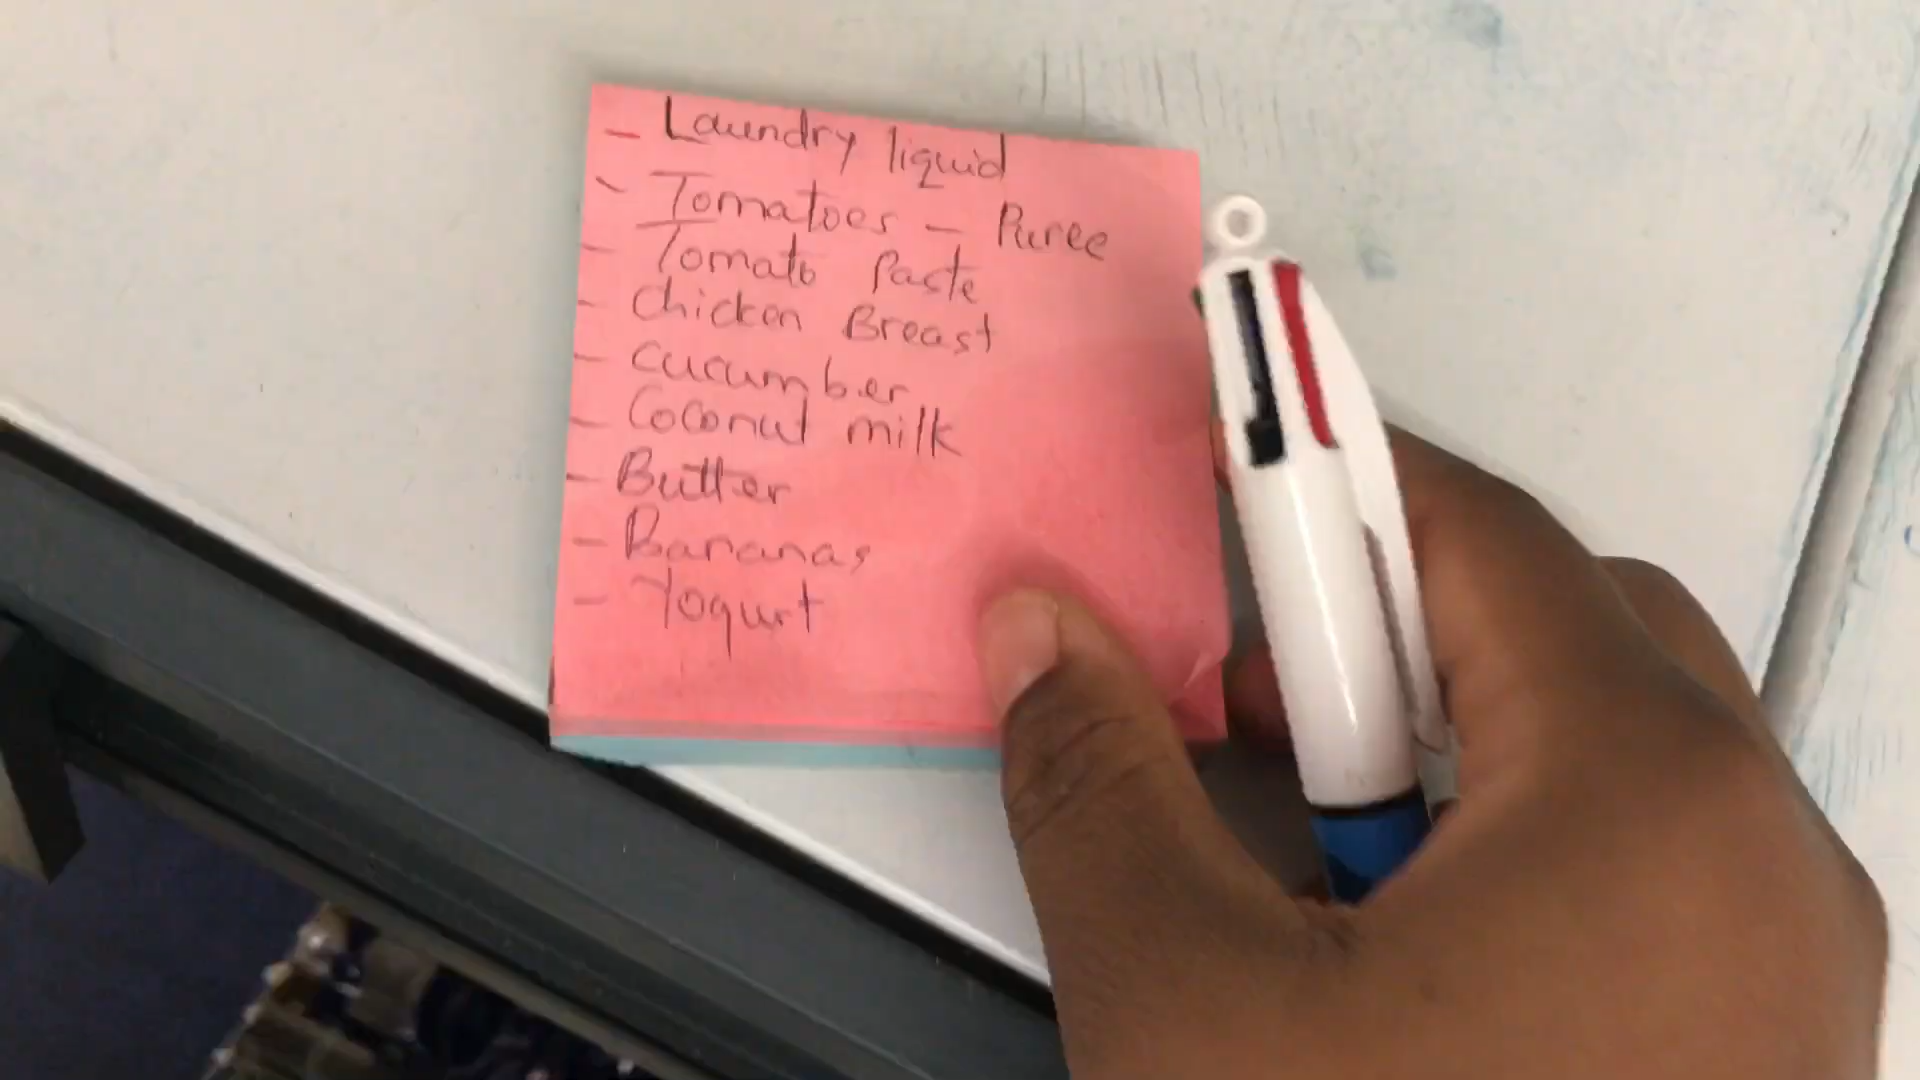 - Laundry liquid
- Tomatoes - Puree
- Tomato Paste
- Chicken Breast
- Cucumber
- Coconut milk
- Butter
- Bananas
- Yogurt